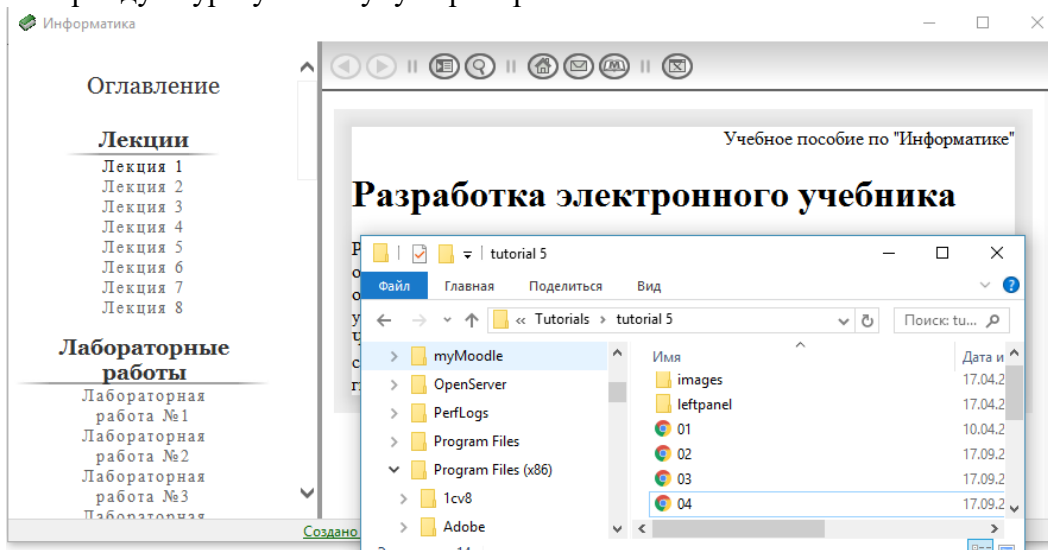 Информатика
Оглавление
Лекции
Лекция 1
Лекция 2
Лекция 3
Лекция 4
Лекция 5
Лекция 6
Лекция 7
Лекция 8
Лабораторные
работы
Лабораторная
работа №1
Лабораторная
работа №2
Лабораторная
работа №3
Лабораторная
Создано
Учебное пособие по "Информатике"
Разработка электронного учебника
tutorial 5
Файл Главная Поделиться Вид
« Tutorials > tutorial 5 Поиск: tu...
myMoodle
OpenServer
PerfLogs
Program Files
Program Files (x86)
1cv8
Adobe
Имя Дата и
images 17.04.2
leftpanel 17.04.2
01 10.04.2
02 17.09.2
03 17.09.2
04 17.09.2